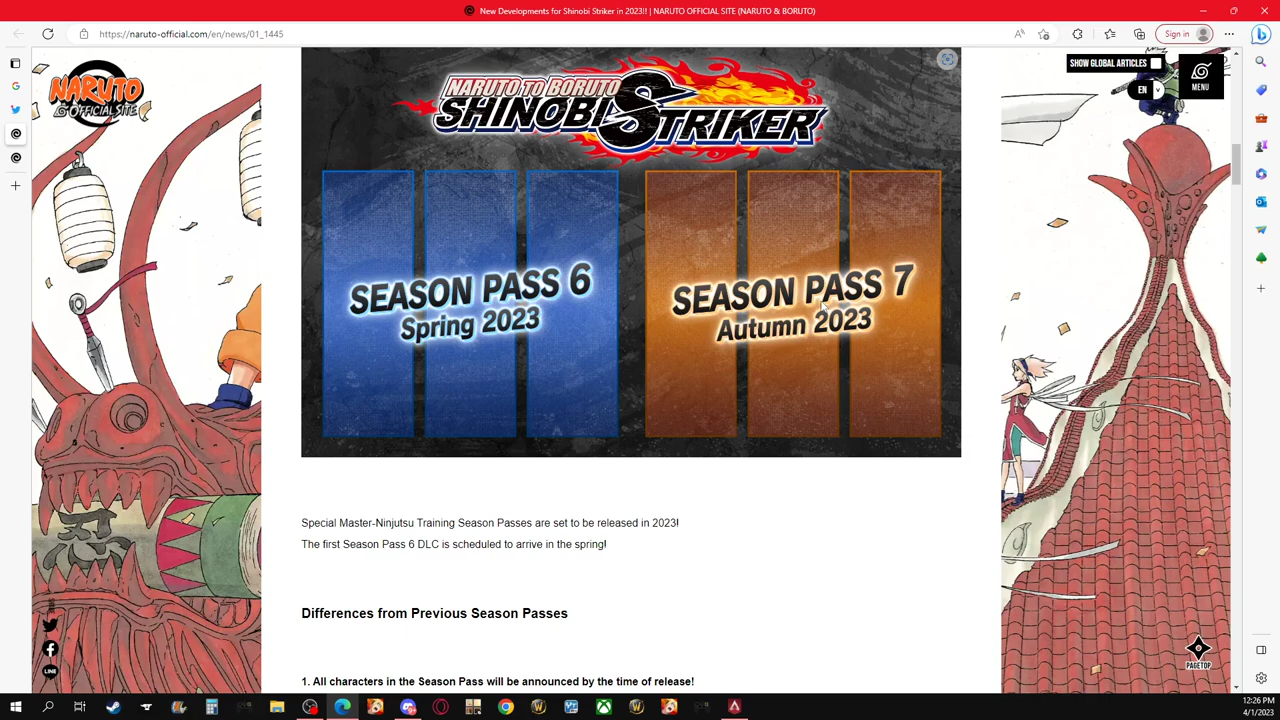 New Developments for Shinobi Striker in 2023!! | NARUTO OFFICIAL SITE (NARUTO & BORUTO)
https://naruto-official.com/en/news/01_1445
Sign in
NARUTO
OFFICIAL SITE
SHOW GLOBAL ARTICLES
EN
MENU
NARUTO TO BORUTO
SHINOBI STRIKER
SEASON PASS 6
Spring 2023
SEASON PASS 7
Autumn 2023
Special Master-Ninjutsu Training Season Passes are set to be released in 2023!
The first Season Pass 6 DLC is scheduled to arrive in the spring!
Differences from Previous Season Passes
1. All characters in the Season Pass will be announced by the time of release!
LINE
PAGETOP
12:26 PM
4/1/2023